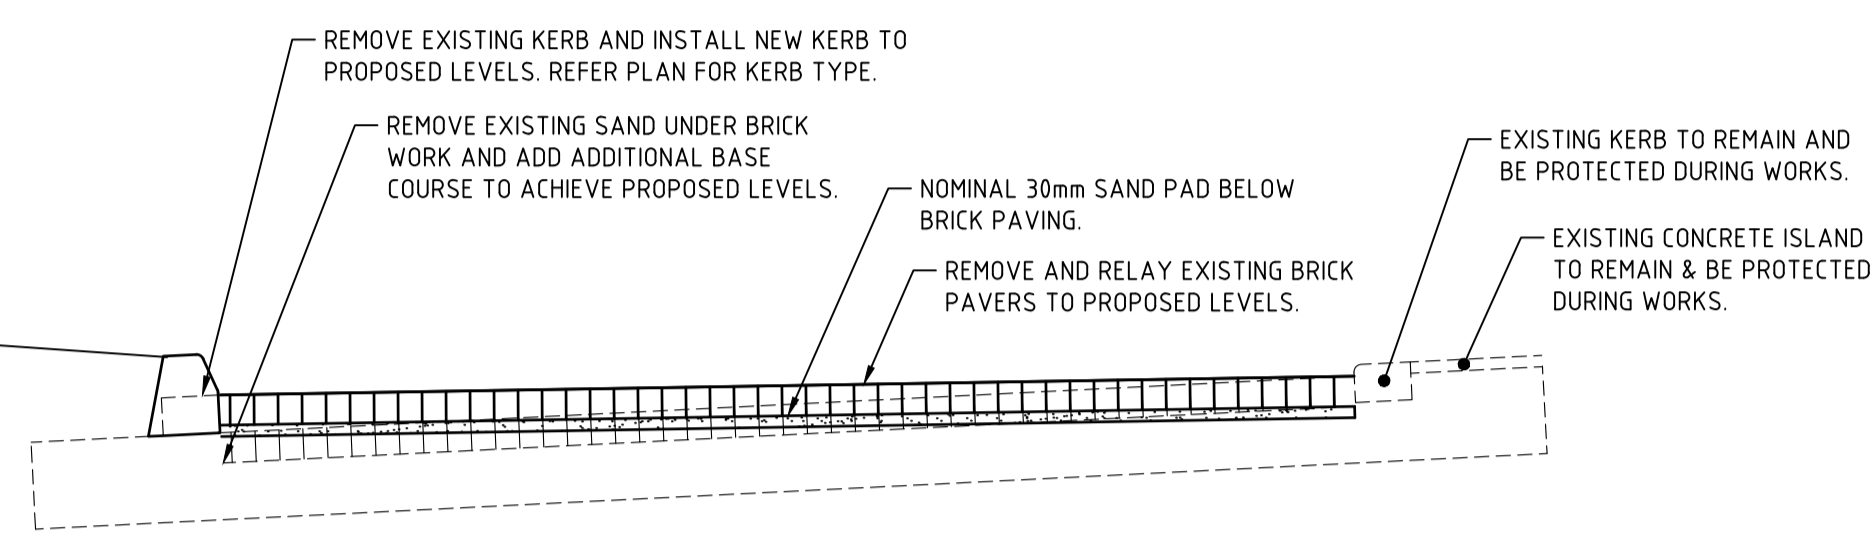 REMOVE EXISTING KERB AND INSTALL NEW KERB TO
PROPOSED LEVELS. REFER PLAN FOR KERB TYPE.
REMOVE EXISTING SAND UNDER BRICK
WORK AND ADD ADDITIONAL BASE
COURSE TO ACHIEVE PROPOSED LEVELS.
NOMINAL 30mm SAND PAD BELOW
BRICK PAVING.
REMOVE AND RELAY EXISTING BRICK
PAVERS TO PROPOSED LEVELS.
EXISTING KERB TO REMAIN AND
BE PROTECTED DURING WORKS.
EXISTING CONCRETE ISLAND
TO REMAIN & BE PROTECTED
DURING WORKS.